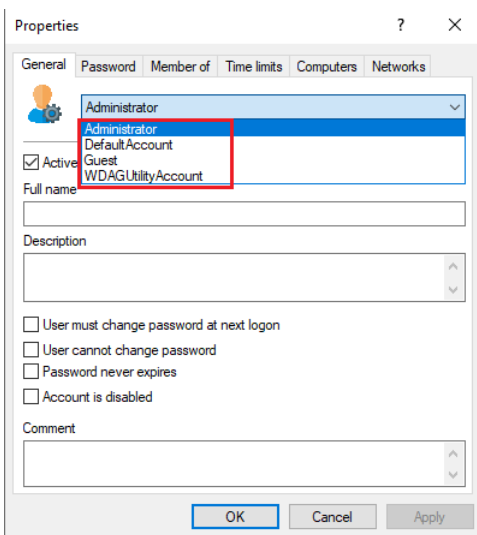 Properties ? ✕
General Password Member of Time limits Computers Networks
Administrator
Administrator
DefaultAccount
Guest
WDAGUtilityAccount
Active
Full name
Description
User must change password at next logon
User cannot change password
Password never expires
Account is disabled
Comment
OK Cancel Apply